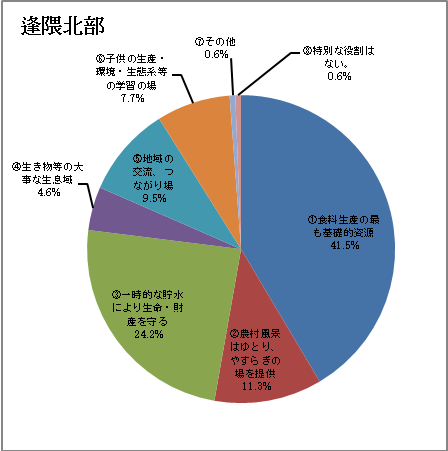 逢隈北部
⑦その他
0.6%
⑧特別な役割は
ない。
0.6%
⑥子供の生産・
環境・生態系等
の学習の場
7.7%
⑤地域の
交流、つ
ながり場
9.5%
④生き物等の大
事な生息域
4.6%
①食料生産の最
も基礎的資源
41.5%
③一時的な貯水
により生命・財
産を守る
24.2%
②農村風景
はゆとり、
やすらぎの
場を提供
11.3%